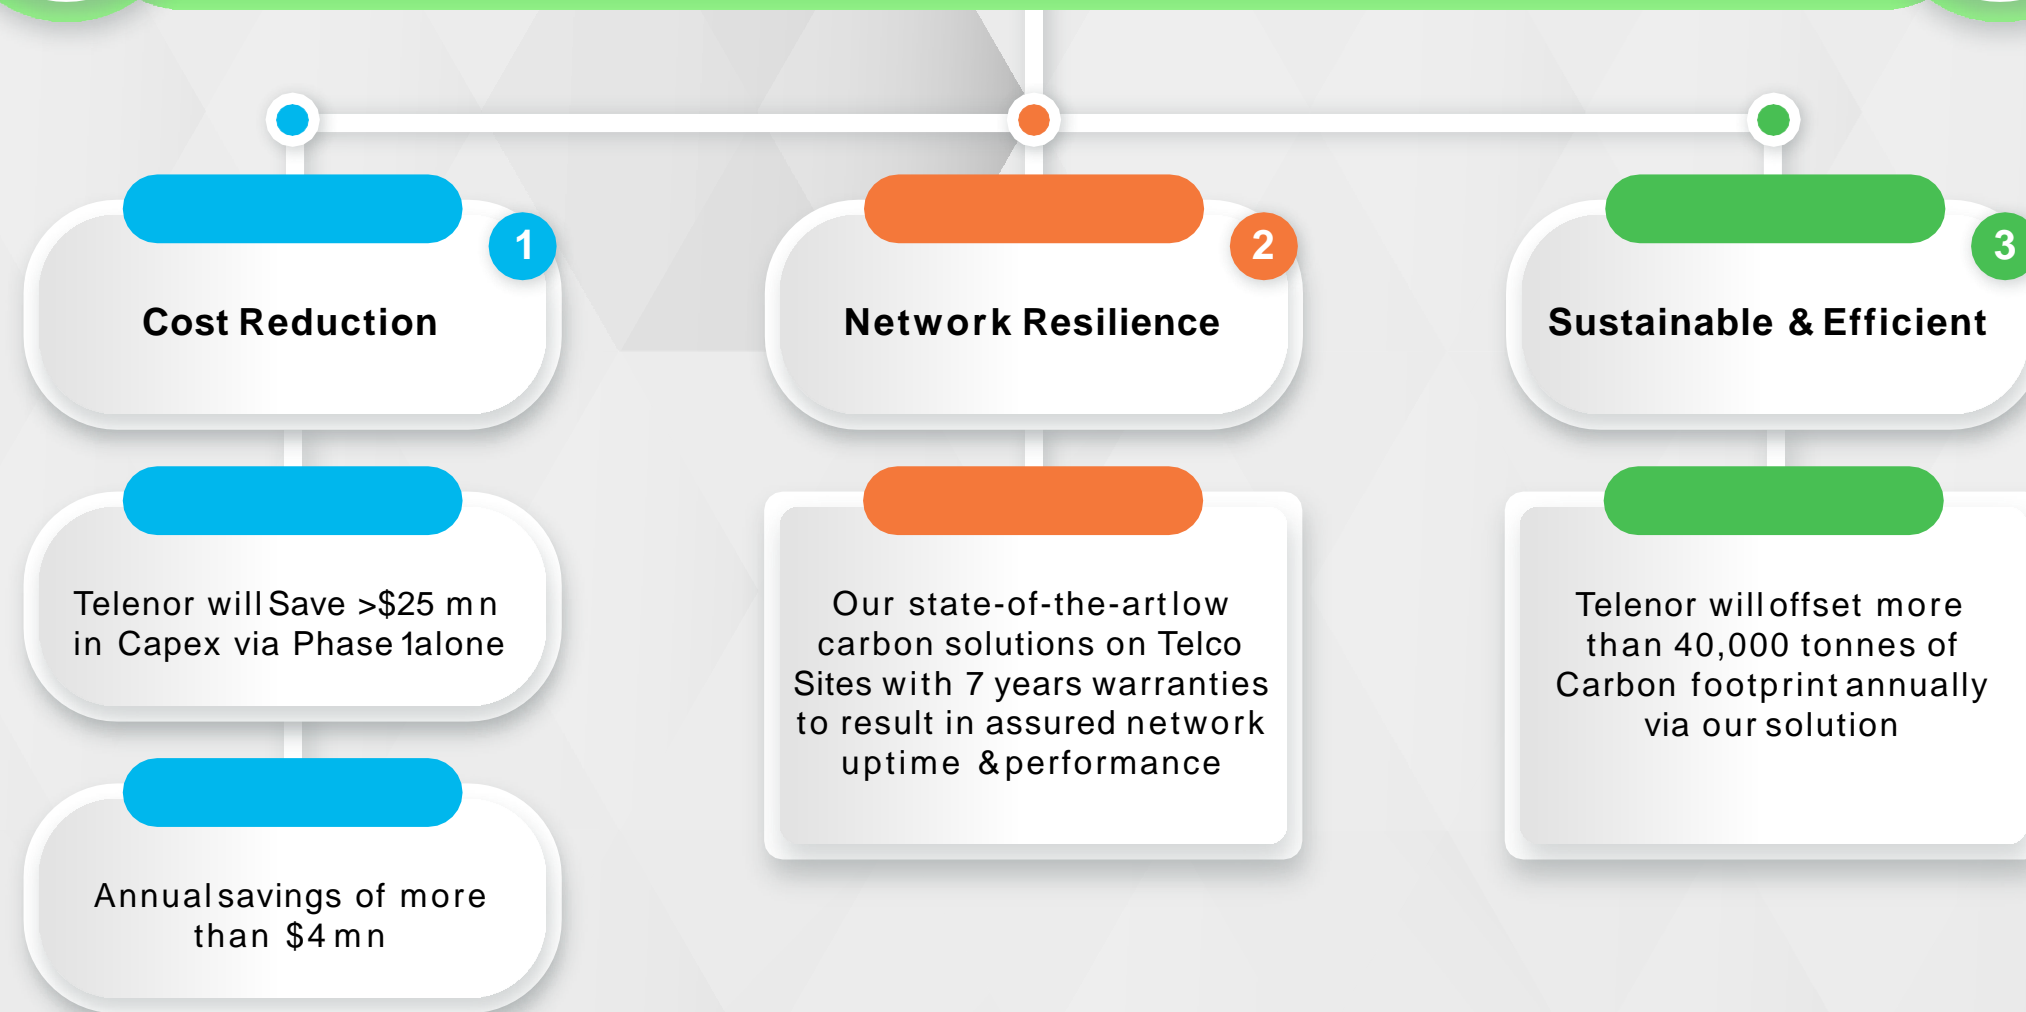 1
Cost Reduction
Telenor will Save >$25 mn
in Capex via Phase 1alone
Annual savings of more
than $4 mn
2
Network Resilience
Our state-of-the-art low
carbon solutions on Telco
Sites with 7 years warranties
to result in assured network
uptime & performance
3
Sustainable & Efficient
Telenor will offset more
than 40,000 tonnes of
Carbon footprint annually
via our solution